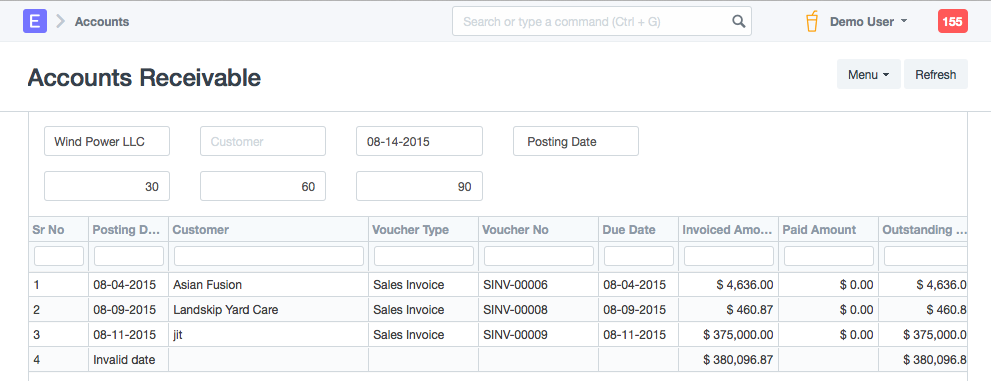 E Accounts Search or type a command (Ctrl + G) Demo User 155
Accounts Receivable Menu Refresh
Wind Power LLC Customer 08-14-2015 Posting Date
30 60 90
Sr No Posting D... Customer Voucher Type Voucher No Due Date Invoiced Amo... Paid Amount Outstanding ...
1 08-04-2015 Asian Fusion Sales Invoice SINV-00006 08-04-2015 $ 4,636.00 $ 0.00 $ 4,636.0
2 08-09-2015 Landskip Yard Care Sales Invoice SINV-00008 08-09-2015 $ 460.87 $ 0.00 $ 460.8
3 08-11-2015 jit Sales Invoice SINV-00009 08-11-2015 $ 375,000.00 $ 0.00 $ 375,000.0
4 Invalid date $ 380,096.87 $ 380,096.8